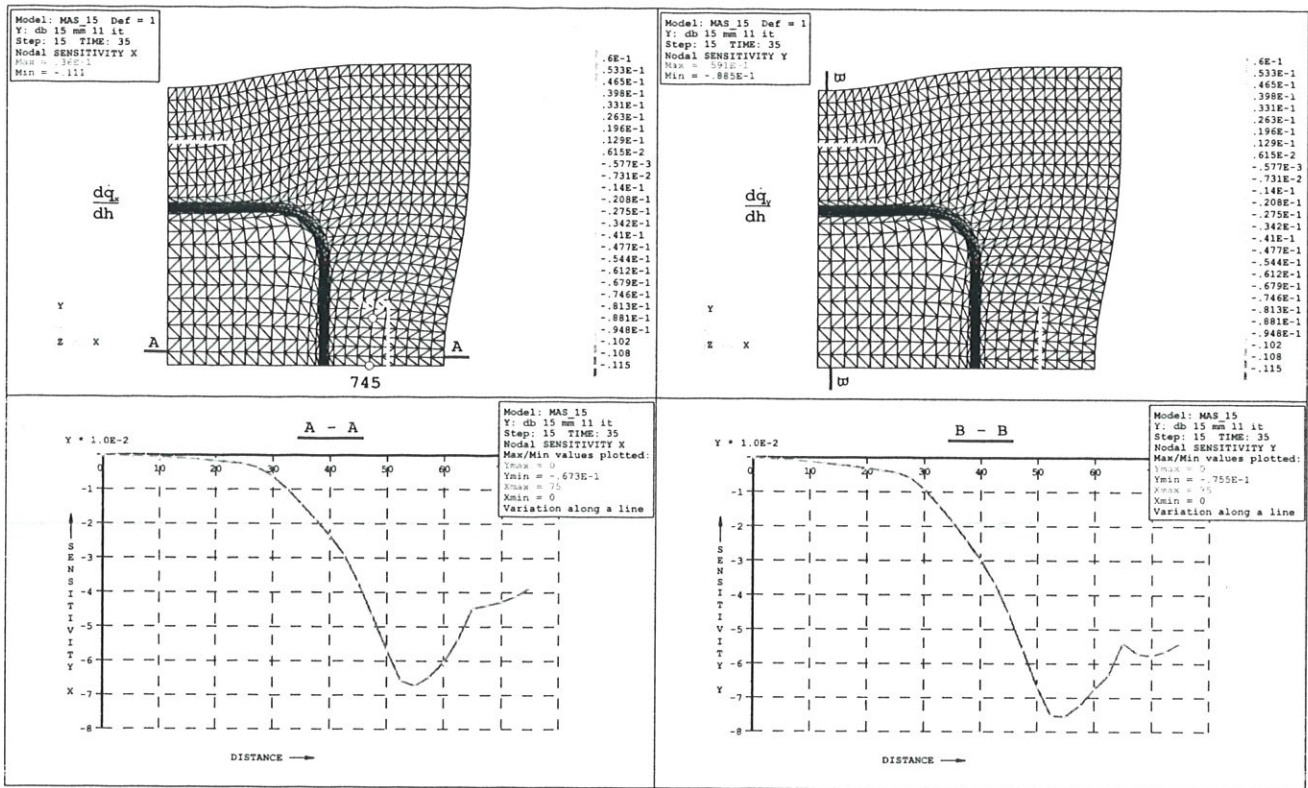 Model: MAS_15 Def = 1
Y: db 15 mm 11 it
Step: 15 TIME: 35
Nodal SENSITIVITY X
Max = .36E-1
Min = -.111
.6E-1
.533E-1
.465E-1
.398E-1
.331E-1
.263E-1
.196E-1
.129E-1
.615E-2
-.577E-3
-.731E-2
-.14E-1
-.208E-1
-.275E-1
-.342E-1
-.41E-1
-.477E-1
-.544E-1
-.612E-1
-.679E-1
-.746E-1
-.813E-1
-.881E-1
-.948E-1
-.102
-.108
-.115
dq̇x
dh
Y
Z X
A A
745
Model: MAS_15 Def = 1
Y: db 15 mm 11 it
Step: 15 TIME: 35
Nodal SENSITIVITY Y
Max = .591E-1
Min = -.885E-1
B
.6E-1
.533E-1
.465E-1
.398E-1
.331E-1
.263E-1
.196E-1
.129E-1
.615E-2
-.577E-3
-.731E-2
-.14E-1
-.208E-1
-.275E-1
-.342E-1
-.41E-1
-.477E-1
-.544E-1
-.612E-1
-.679E-1
-.746E-1
-.813E-1
-.881E-1
-.948E-1
-.102
-.108
-.115
dq̇y
dh
Y
Z X
B
A - A
Model: MAS_15
Y: db 15 mm 11 it
Step: 15 TIME: 35
Nodal SENSITIVITY X
Max/Min values plotted:
Ymax = 0
Ymin = -.673E-1
Xmax = 75
Xmin = 0
Variation along a line
Y * 1.0E-2
0 10 20 30 40 50 60
-1
-2
-3
-4
-5
-6
-7
-8
SENSITIVITY X
DISTANCE
B - B
Model: MAS_15
Y: db 15 mm 11 it
Step: 15 TIME: 35
Nodal SENSITIVITY Y
Max/Min values plotted:
Ymax = 0
Ymin = -.755E-1
Xmax = 75
Xmin = 0
Variation along a line
Y * 1.0E-2
0 10 20 30 40 50 60
-1
-2
-3
-4
-5
-6
-7
-8
SENSITIVITY Y
DISTANCE